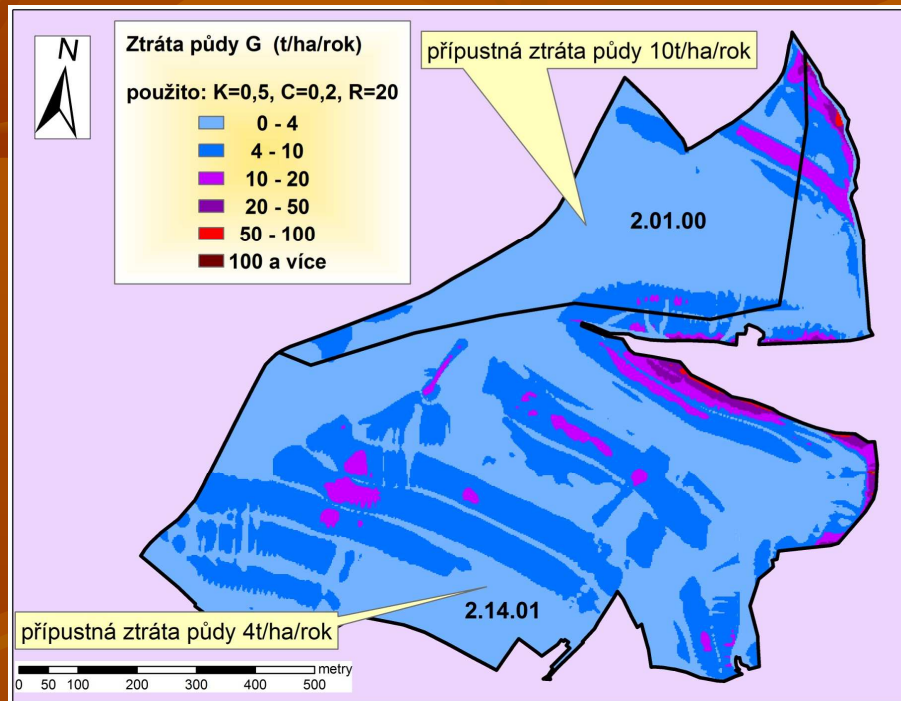 N
Ztráta půdy G (t/ha/rok)
použito: K=0,5, C=0,2, R=20
0 - 4
4 - 10
10 - 20
20 - 50
50 - 100
100 a více
přípustná ztráta půdy 10t/ha/rok
2.01.00
2.14.01
přípustná ztráta půdy 4t/ha/rok
metry
0 50 100 200 300 400 500